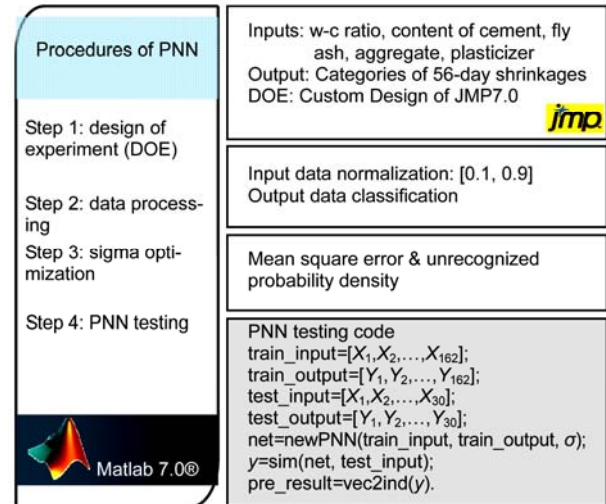 Procedures of PNN
Step 1: design of
experiment (DOE)
Step 2: data process-
ing
Step 3: sigma opti-
mization
Step 4: PNN testing
Matlab 7.0®
Inputs: w-c ratio, content of cement, fly
ash, aggregate, plasticizer
Output: Categories of 56-day shrinkages
DOE: Custom Design of JMP7.0
jmp
Input data normalization: [0.1, 0.9]
Output data classification
Mean square error & unrecognized
probability density
PNN testing code
train_input=[X₁,X₂,…,X₁₆₂];
train_output=[Y₁,Y₂,…,Y₁₆₂];
test_input=[X₁,X₂,…,X₃₀];
test_output=[Y₁,Y₂,…,Y₃₀];
net=newPNN(train_input, train_output, σ);
y=sim(net, test_input);
pre_result=vec2ind(y).